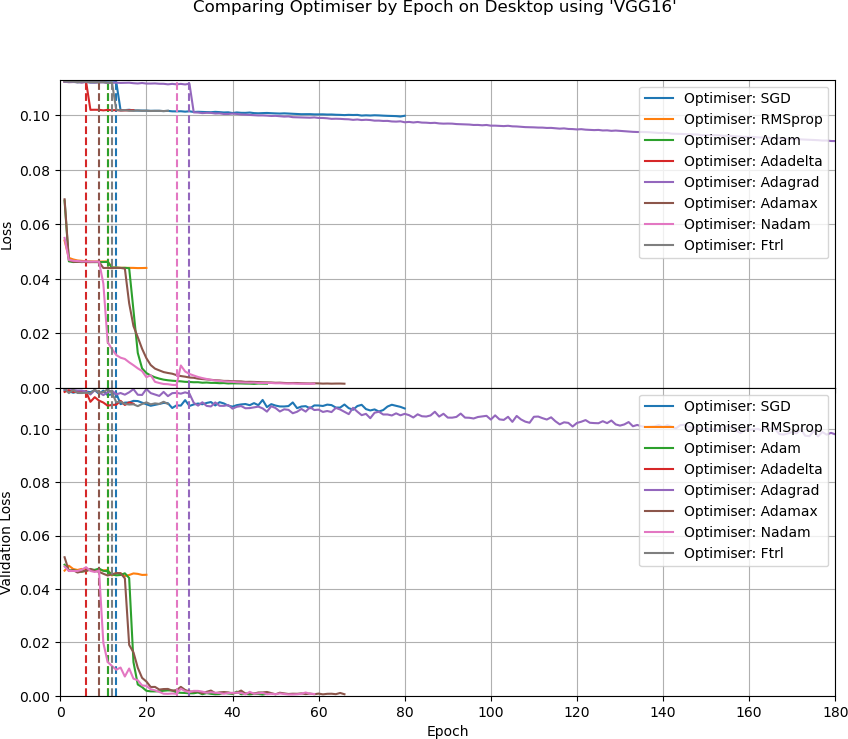 Comparing Optimiser by Epoch on Desktop using 'VGG16'
Loss
0.10
0.08
0.06
0.04
0.02
0.00
Optimiser: SGD
Optimiser: RMSprop
Optimiser: Adam
Optimiser: Adadelta
Optimiser: Adagrad
Optimiser: Adamax
Optimiser: Nadam
Optimiser: Ftrl
Validation Loss
0.10
0.08
0.06
0.04
0.02
0.00
Optimiser: SGD
Optimiser: RMSprop
Optimiser: Adam
Optimiser: Adadelta
Optimiser: Adagrad
Optimiser: Adamax
Optimiser: Nadam
Optimiser: Ftrl
0 20 40 60 80 100 120 140 160 180
Epoch